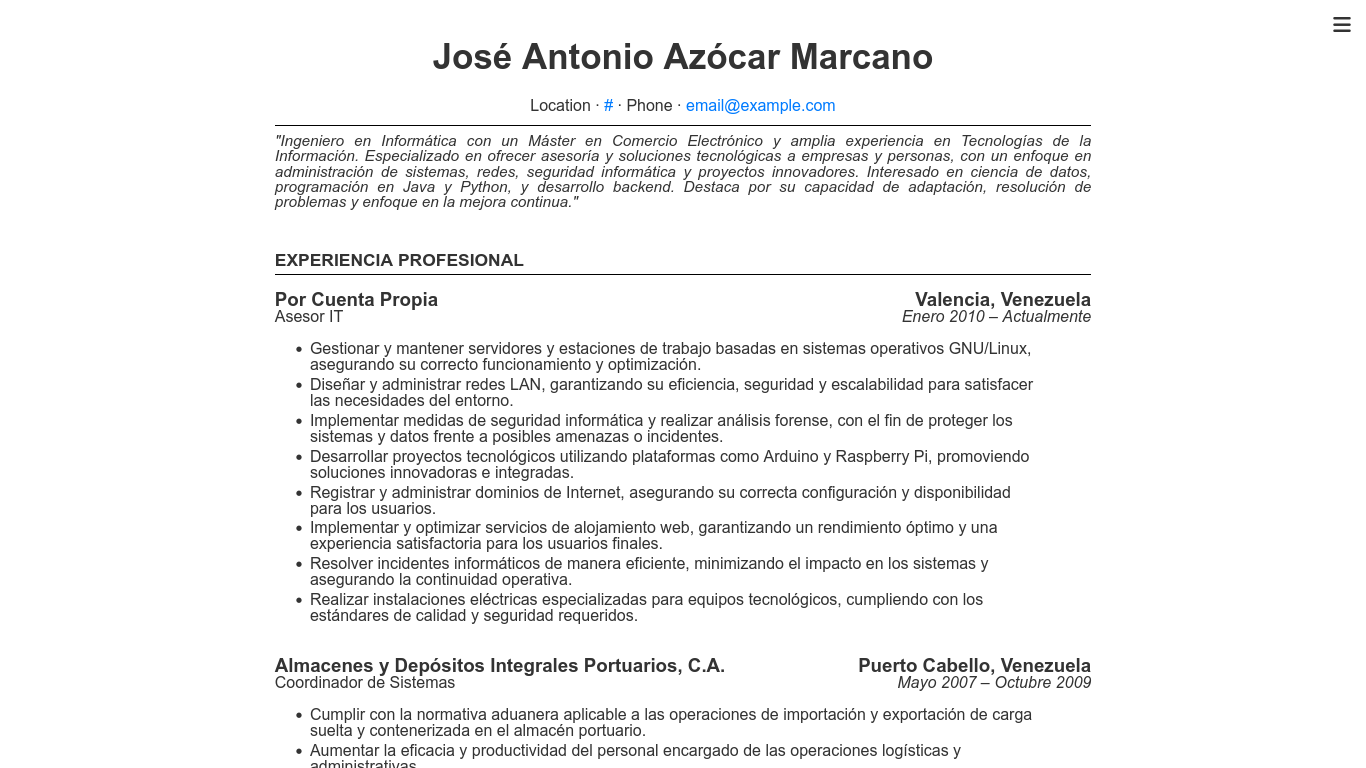 José Antonio Azócar Marcano
Location · # · Phone · email@example.com
"Ingeniero en Informática con un Máster en Comercio Electrónico y amplia experiencia en Tecnologías de la
Información. Especializado en ofrecer asesoría y soluciones tecnológicas a empresas y personas, con un enfoque en
administración de sistemas, redes, seguridad informática y proyectos innovadores. Interesado en ciencia de datos,
programación en Java y Python, y desarrollo backend. Destaca por su capacidad de adaptación, resolución de
problemas y enfoque en la mejora continua."
EXPERIENCIA PROFESIONAL
Por Cuenta Propia Valencia, Venezuela
Asesor IT Enero 2010 – Actualmente
• Gestionar y mantener servidores y estaciones de trabajo basadas en sistemas operativos GNU/Linux,
asegurando su correcto funcionamiento y optimización.
• Diseñar y administrar redes LAN, garantizando su eficiencia, seguridad y escalabilidad para satisfacer
las necesidades del entorno.
• Implementar medidas de seguridad informática y realizar análisis forense, con el fin de proteger los
sistemas y datos frente a posibles amenazas o incidentes.
• Desarrollar proyectos tecnológicos utilizando plataformas como Arduino y Raspberry Pi, promoviendo
soluciones innovadoras e integradas.
• Registrar y administrar dominios de Internet, asegurando su correcta configuración y disponibilidad
para los usuarios.
• Implementar y optimizar servicios de alojamiento web, garantizando un rendimiento óptimo y una
experiencia satisfactoria para los usuarios finales.
• Resolver incidentes informáticos de manera eficiente, minimizando el impacto en los sistemas y
asegurando la continuidad operativa.
• Realizar instalaciones eléctricas especializadas para equipos tecnológicos, cumpliendo con los
estándares de calidad y seguridad requeridos.
Almacenes y Depósitos Integrales Portuarios, C.A. Puerto Cabello, Venezuela
Coordinador de Sistemas Mayo 2007 – Octubre 2009
• Cumplir con la normativa aduanera aplicable a las operaciones de importación y exportación de carga
suelta y contenerizada en el almacén portuario.
• Aumentar la eficacia y productividad del personal encargado de las operaciones logísticas y
administrativas